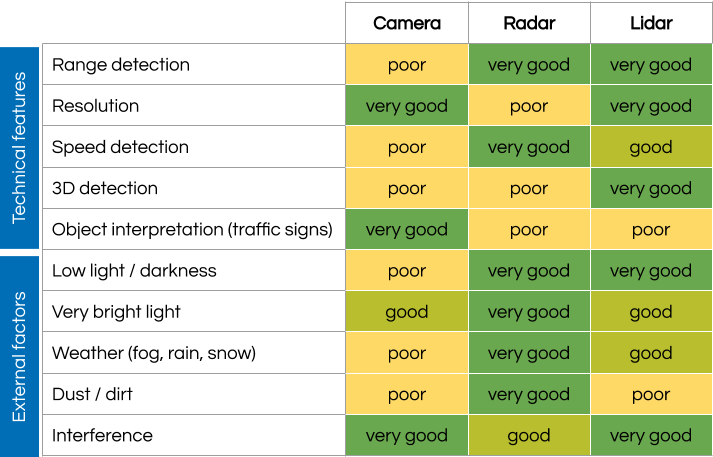 Camera Radar Lidar
Technical features
Range detection poor very good very good
Resolution very good poor very good
Speed detection poor very good good
3D detection poor poor very good
Object interpretation (traffic signs) very good poor poor
External factors
Low light / darkness poor very good very good
Very bright light good very good good
Weather (fog, rain, snow) poor very good good
Dust / dirt poor very good poor
Interference very good good very good